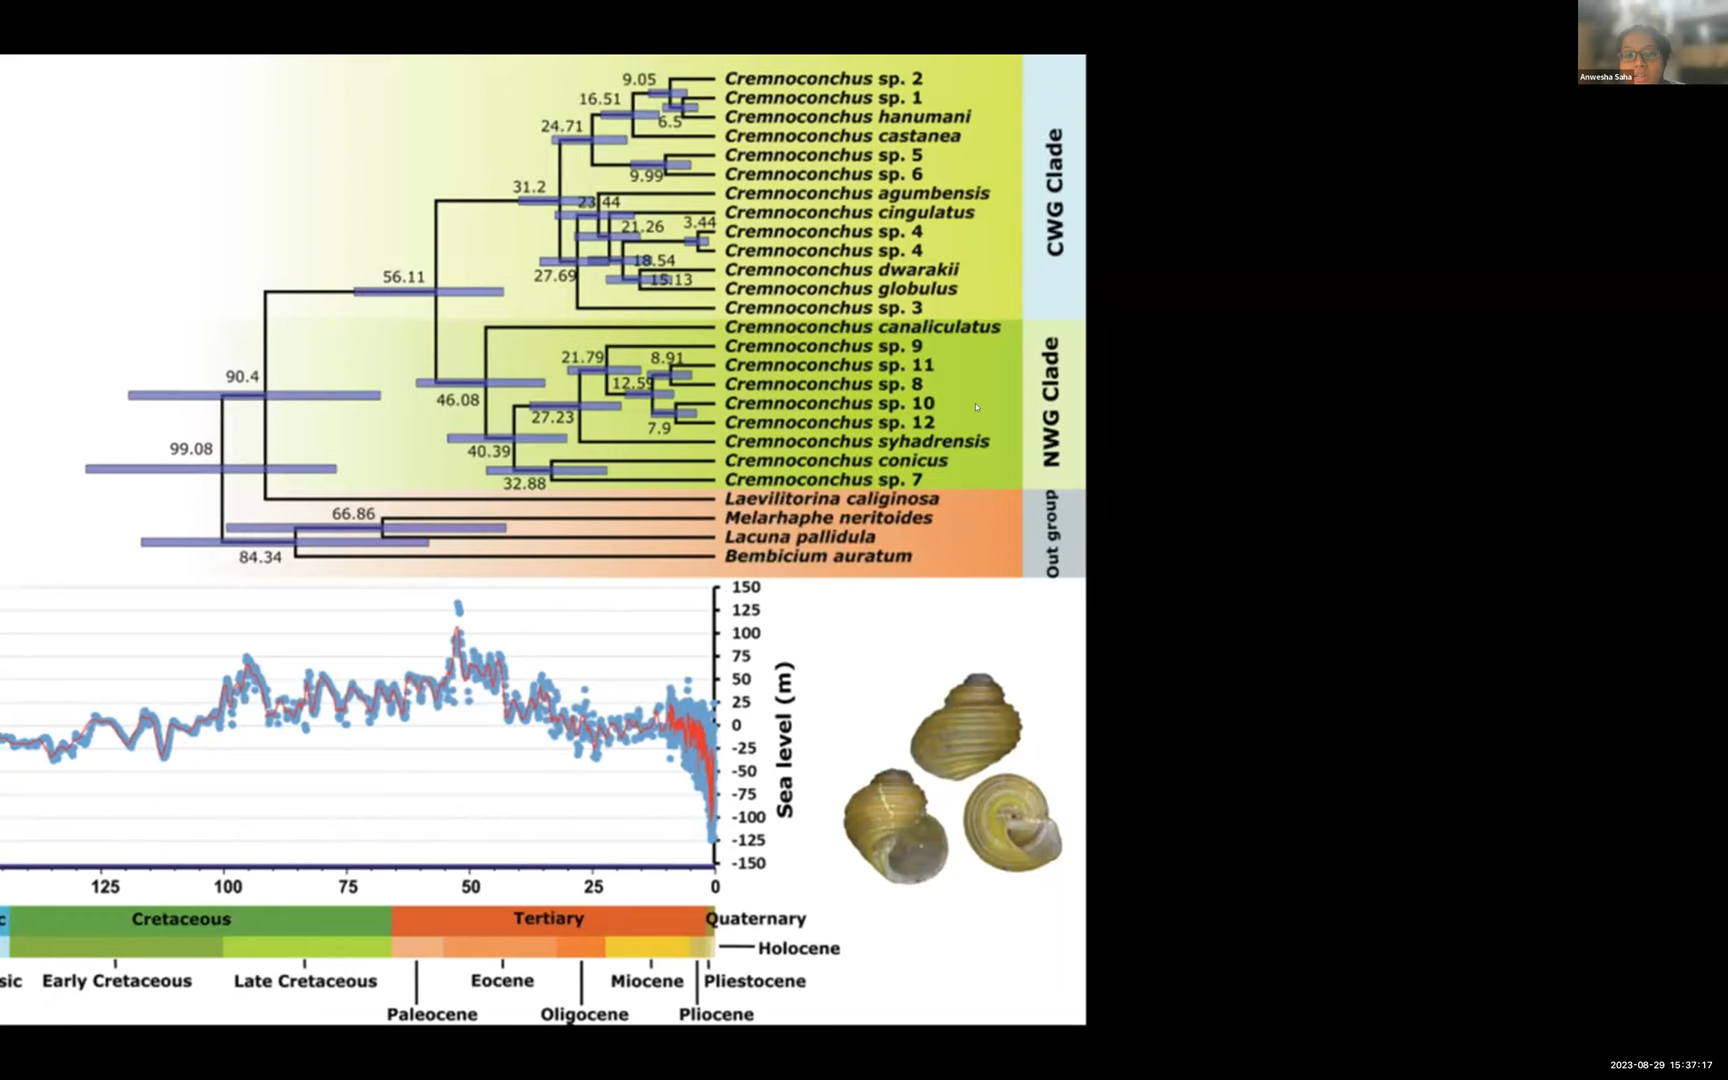 Anwesha Saha
9.05
Cremnoconchus sp. 2
16.51
Cremnoconchus sp. 1
6.5
Cremnoconchus hanumani
24.71
Cremnoconchus castanea
Cremnoconchus sp. 5
9.99
Cremnoconchus sp. 6
31.2
Cremnoconchus agumbensis
23.44
Cremnoconchus cingulatus
21.26
3.44
Cremnoconchus sp. 4
Cremnoconchus sp. 4
18.54
Cremnoconchus dwarakii
56.11
27.69
15.13
Cremnoconchus globulus
Cremnoconchus sp. 3
CWG Clade
Cremnoconchus canaliculatus
Cremnoconchus sp. 9
21.79
8.91
Cremnoconchus sp. 11
90.4
12.59
Cremnoconchus sp. 8
46.08
Cremnoconchus sp. 10
27.23
7.9
Cremnoconchus sp. 12
Cremnoconchus syhadrensis
99.08
40.39
Cremnoconchus conicus
32.88
Cremnoconchus sp. 7
NWG Clade
Laevilitorina caliginosa
66.86
Melarhaphe neritoides
Lacuna pallidula
84.34
Bembicium auratum
Out group
150
125
100
75
50
25
0
-25
-50
-75
-100
-125
-150
Sea level (m)
125 100 75 50 25 0
c Cretaceous Tertiary Quaternary
Holocene
sic Early Cretaceous Late Cretaceous Eocene Miocene Pliestocene
Paleocene Oligocene Pliocene
2023-08-29 15:37:17